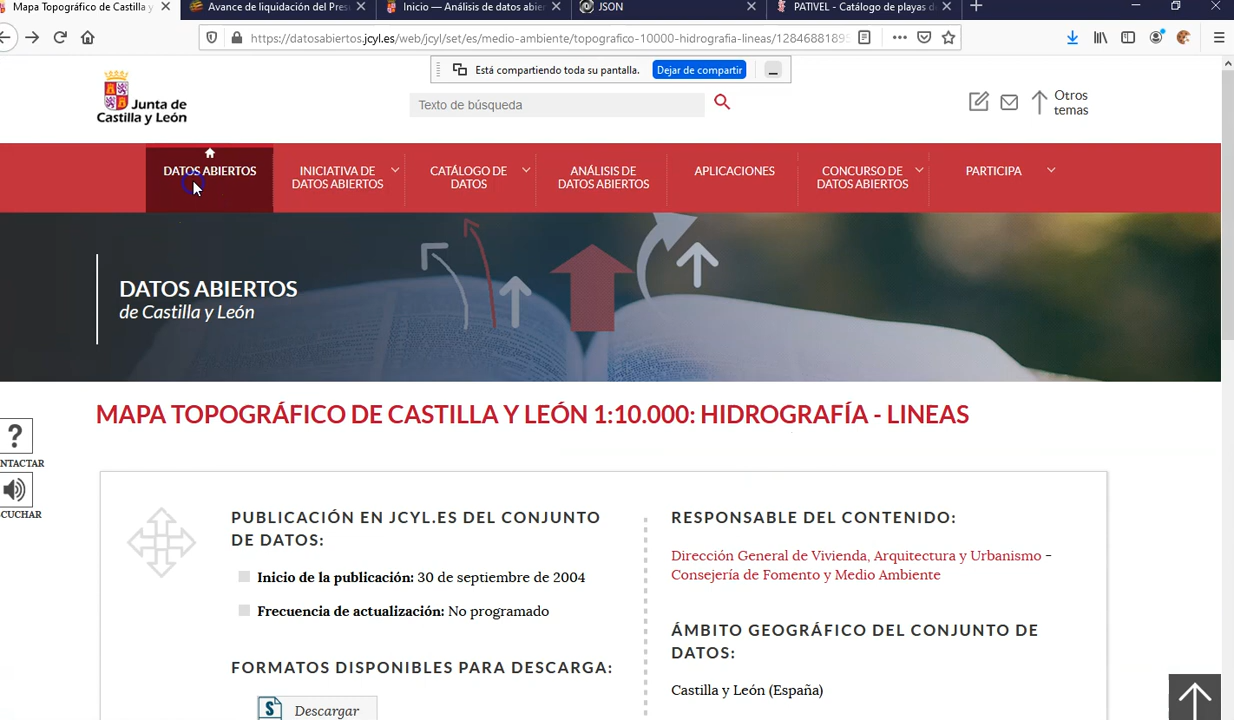 Mapa Topográfico de Castilla y
Avance de liquidación del Pres
Inicio — Análisis de datos abier
JSON
PATIVEL - Catálogo de playas d
https://datosabiertos.jcyl.es/web/jcyl/set/es/medio-ambiente/topografico-10000-hidrografia-lineas/1284688189
Está compartiendo toda su pantalla.
Dejar de compartir
Junta de
Castilla y León
Texto de búsqueda
Otros
temas
DATOS ABIERTOS
INICIATIVA DE
DATOS ABIERTOS
CATÁLOGO DE
DATOS
ANÁLISIS DE
DATOS ABIERTOS
APLICACIONES
CONCURSO DE
DATOS ABIERTOS
PARTICIPA
DATOS ABIERTOS
de Castilla y León
MAPA TOPOGRÁFICO DE CASTILLA Y LEÓN 1:10.000: HIDROGRAFÍA - LINEAS
?
NTACTAR
CUCHAR
PUBLICACIÓN EN JCYL.ES DEL CONJUNTO
DE DATOS:
Inicio de la publicación: 30 de septiembre de 2004
Frecuencia de actualización: No programado
FORMATOS DISPONIBLES PARA DESCARGA:
S Descargar
RESPONSABLE DEL CONTENIDO:
Dirección General de Vivienda, Arquitectura y Urbanismo -
Consejería de Fomento y Medio Ambiente
ÁMBITO GEOGRÁFICO DEL CONJUNTO DE
DATOS:
Castilla y León (España)